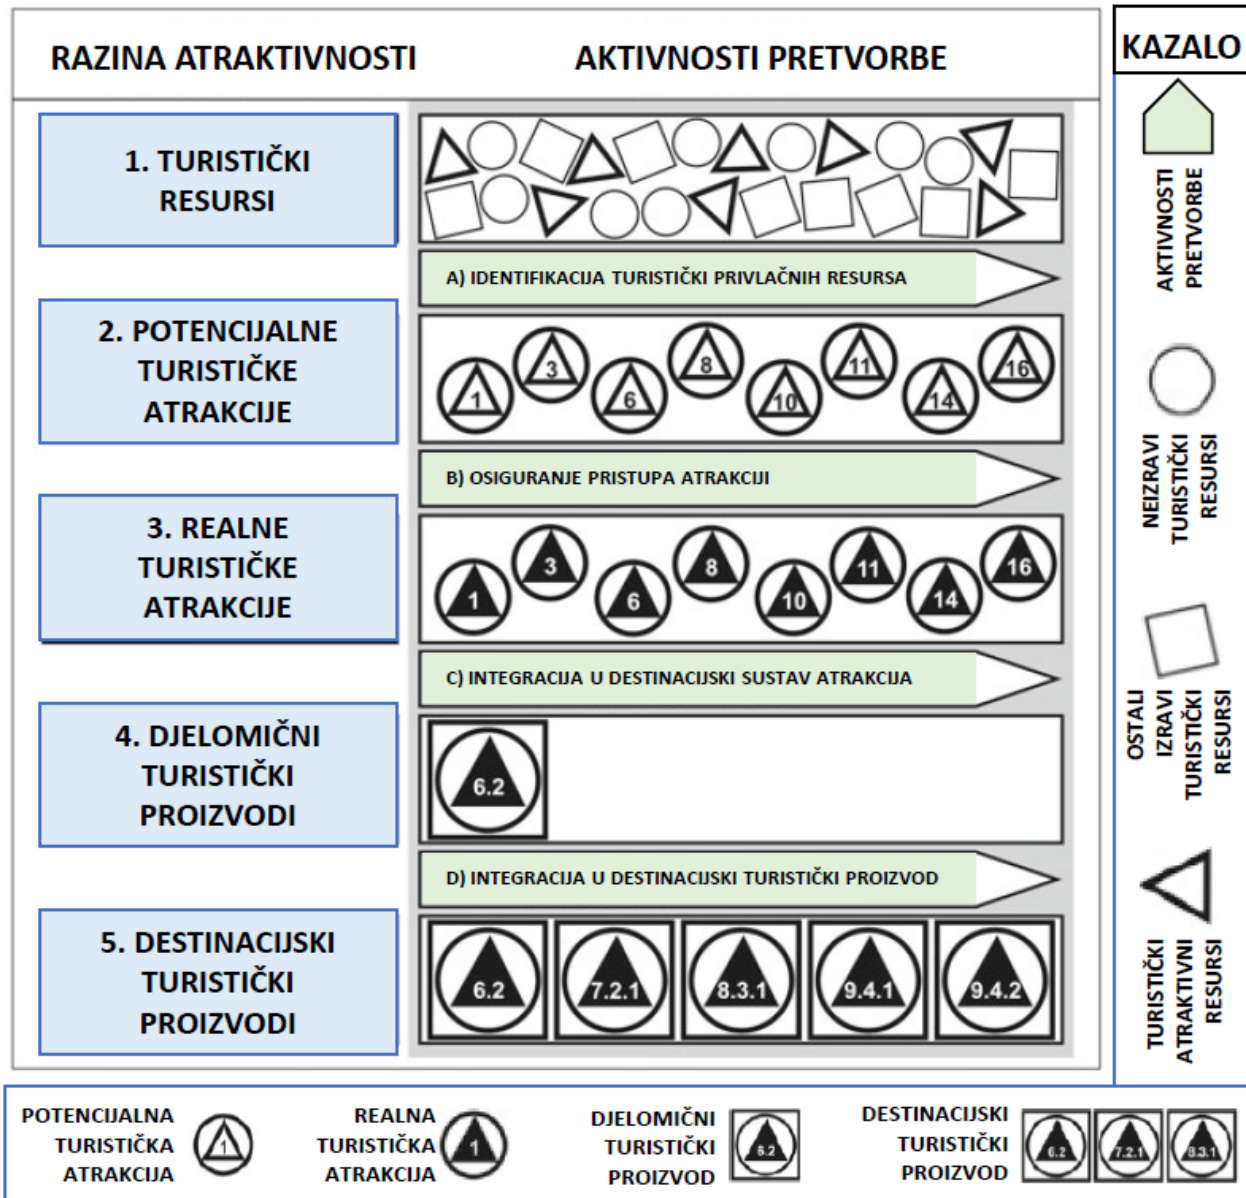 RAZINA ATRAKTIVNOSTI
AKTIVNOSTI PRETVORBE
1. TURISTIČKI
RESURSI
A) IDENTIFIKACIJA TURISTIČKI PRIVLAČNIH RESURSA
2. POTENCIJALNE
TURISTIČKE
ATRAKCIJE
1
3
6
8
10
11
14
16
B) OSIGURANJE PRISTUPA ATRAKCIJI
3. REALNE
TURISTIČKE
ATRAKCIJE
1
3
6
8
10
11
14
16
C) INTEGRACIJA U DESTINACIJSKI SUSTAV ATRAKCIJA
4. DJELOMIČNI
TURISTIČKI
PROIZVODI
6.2
D) INTEGRACIJA U DESTINACIJSKI TURISTIČKI PROIZVOD
5. DESTINACIJSKI
TURISTIČKI
PROIZVODI
6.2
7.2.1
8.3.1
9.4.1
9.4.2
KAZALO
AKTIVNOSTI
PRETVORBE
NEIZRAVI
TURISTIČKI
RESURSI
OSTALI
IZRAVI
TURISTIČKI
RESURSI
TURISTIČKI
ATRAKTIVNI
RESURSI
POTENCIJALNA
TURISTIČKA
ATRAKCIJA
1
REALNA
TURISTIČKA
ATRAKCIJA
1
DJELOMIČNI
TURISTIČKI
PROIZVOD
6.2
DESTINACIJSKI
TURISTIČKI
PROIZVOD
6.2
7.2.1
8.3.1